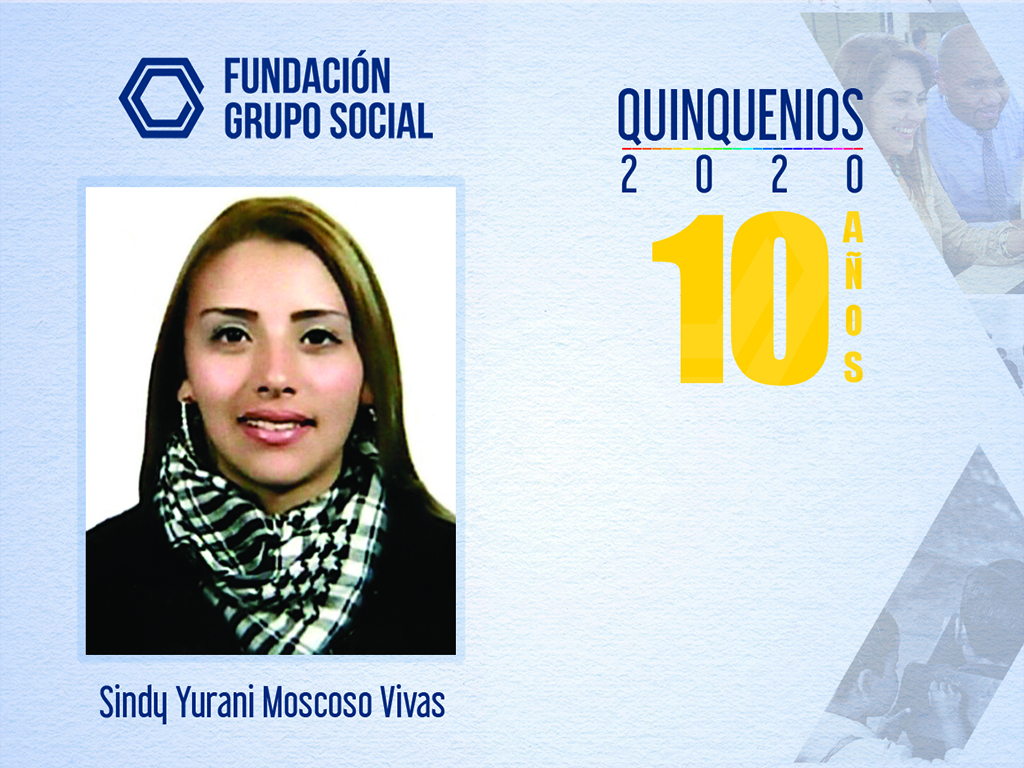 FUNDACIÓN
GRUPO SOCIAL
QUINQUENIOS
2020
10 AÑOS
Sindy Yurani Moscoso Vivas